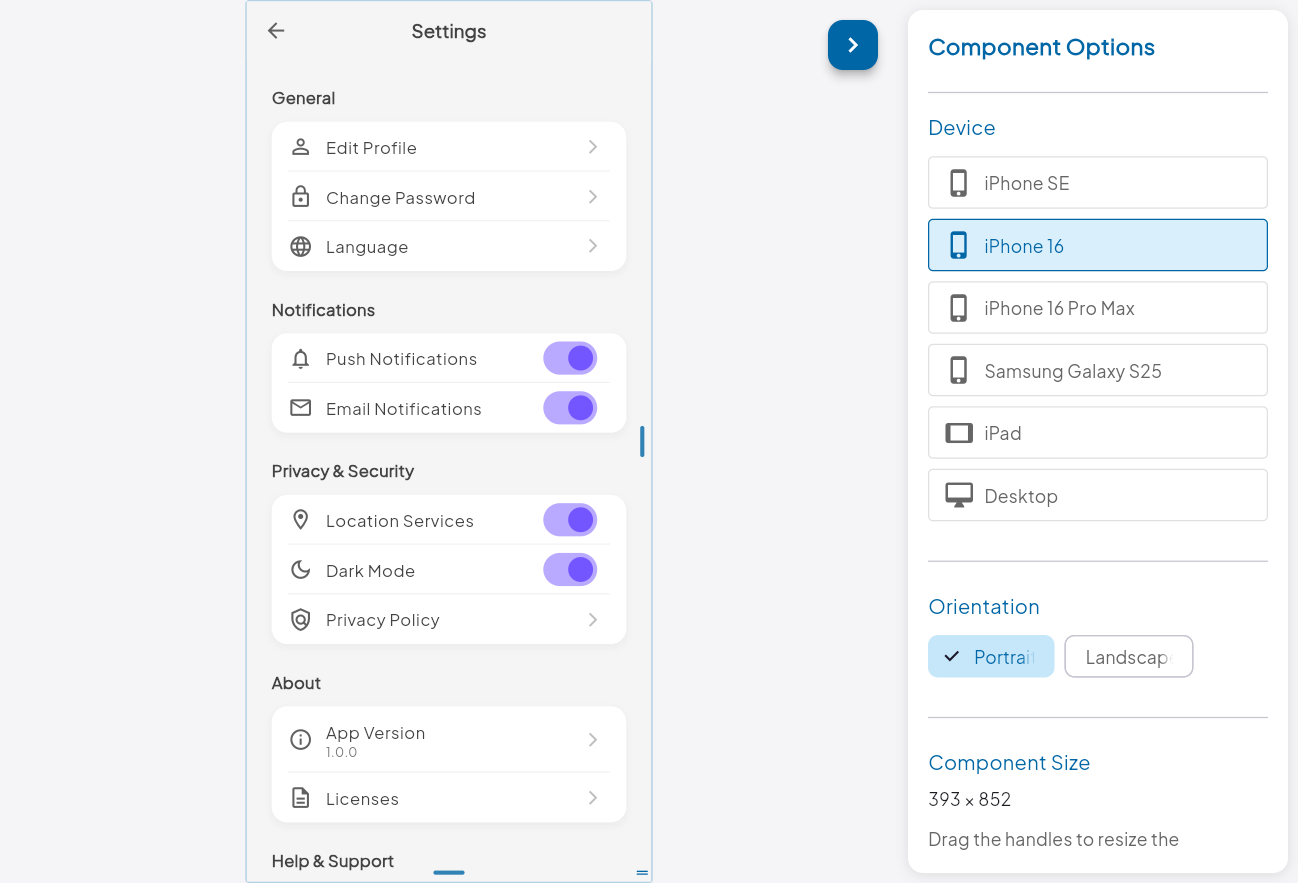 Settings
General
Edit Profile
Change Password
Language
Notifications
Push Notifications
Email Notifications
Privacy & Security
Location Services
Dark Mode
Privacy Policy
About
App Version
1.0.0
Licenses
Help & Support
Component Options
Device
iPhone SE
iPhone 16
iPhone 16 Pro Max
Samsung Galaxy S25
iPad
Desktop
Orientation
Portrait
Landscape
Component Size
393 × 852
Drag the handles to resize the